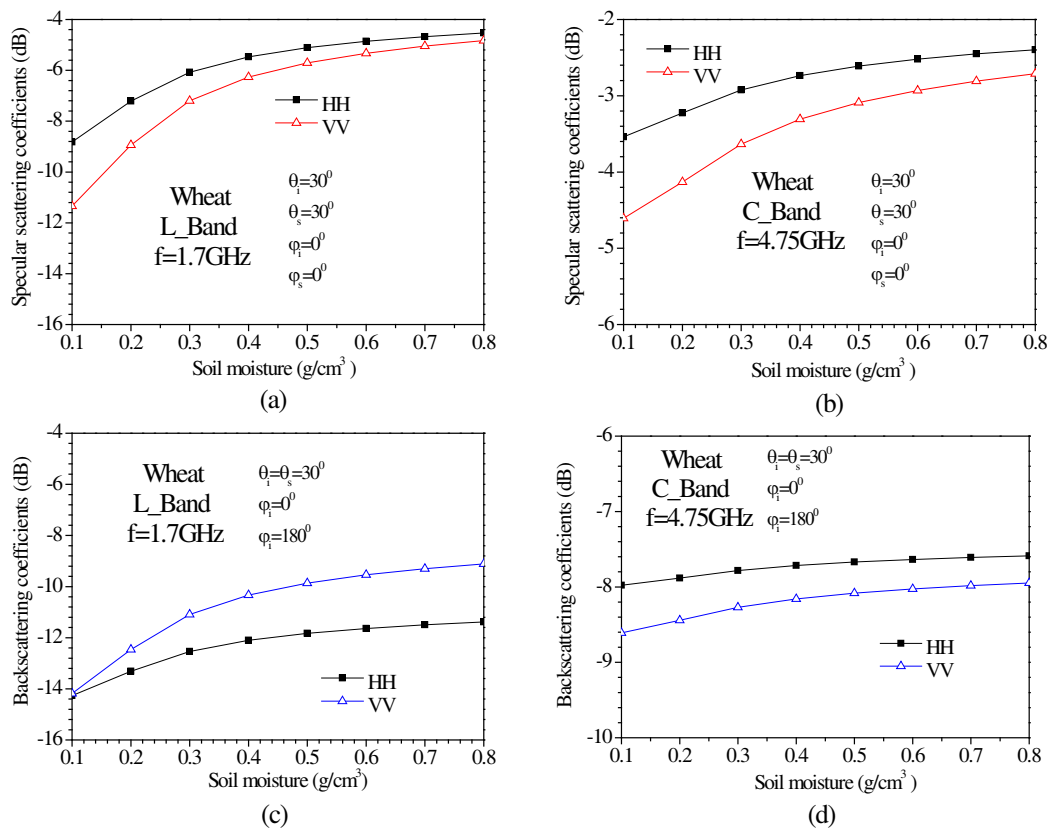 Specular scattering coefficients (dB)
-4
-6
-8
-10
-12
-14
-16
HH
VV
Wheat
L_Band
f=1.7GHz
θi=30⁰
θs=30⁰
φi=0⁰
φs=0⁰
0.1 0.2 0.3 0.4 0.5 0.6 0.7 0.8
Soil moisture (g/cm³ )
(a)
Specular scattering coefficients (dB)
-2
-3
-4
-5
-6
HH
VV
Wheat
C_Band
f=4.75GHz
θi=30⁰
θs=30⁰
φi=0⁰
φs=0⁰
0.1 0.2 0.3 0.4 0.5 0.6 0.7 0.8
Soil moisture (g/cm³ )
(b)
Backscattering coefficients (dB)
-4
-6
-8
-10
-12
-14
-16
Wheat
L_Band
f=1.7GHz
θi=θs=30⁰
φi=0⁰
φi=180⁰
HH
VV
0.1 0.2 0.3 0.4 0.5 0.6 0.7 0.8
Soil moisture (g/cm³)
(c)
Backscattering coefficients (dB)
-6
-7
-8
-9
-10
Wheat
C_Band
f=4.75GHz
θi=θs=30⁰
φi=0⁰
φi=180⁰
HH
VV
0.1 0.2 0.3 0.4 0.5 0.6 0.7 0.8
Soil moisture (g/cm³)
(d)